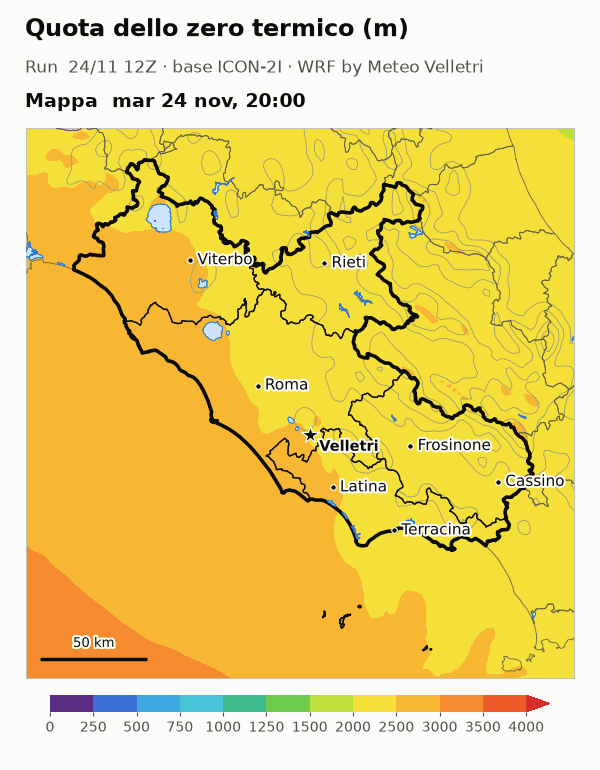 Quota dello zero termico (m)
Run  24/11 12Z · base ICON-2I · WRF by Meteo Velletri
Mappa  mar 24 nov, 20:00
Viterbo
Rieti
Roma
Velletri
Frosinone
Cassino
Latina
Terracina
50 km
0 250 500 750 1000 1250 1500 2000 2500 3000 3500 4000